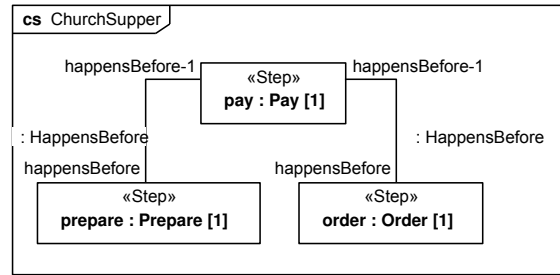 cs ChurchSupper
happensBefore-1
«Step»
pay : Pay [1]
happensBefore-1
: HappensBefore
: HappensBefore
happensBefore
happensBefore
«Step»
prepare : Prepare [1]
«Step»
order : Order [1]